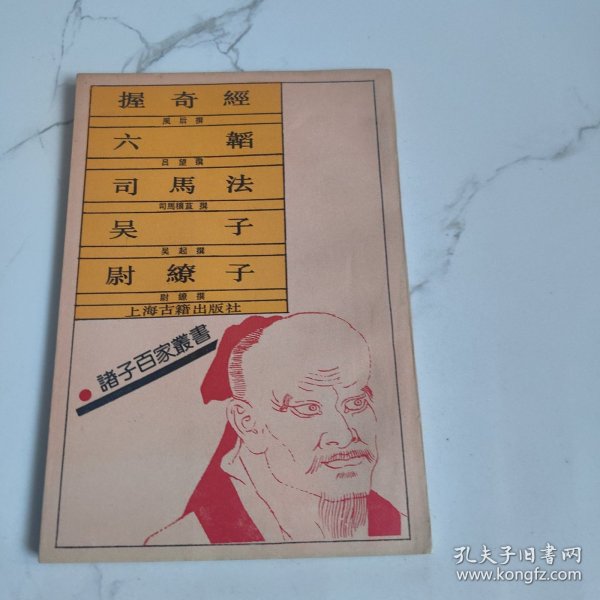 握奇經
風后撰
六韜
呂望撰
司馬法
司馬穰苴撰
吴子
吴起撰
尉繚子
尉繚撰
上海古籍出版社
諸子百家叢書
孔夫子旧书网
www.kongfz.com